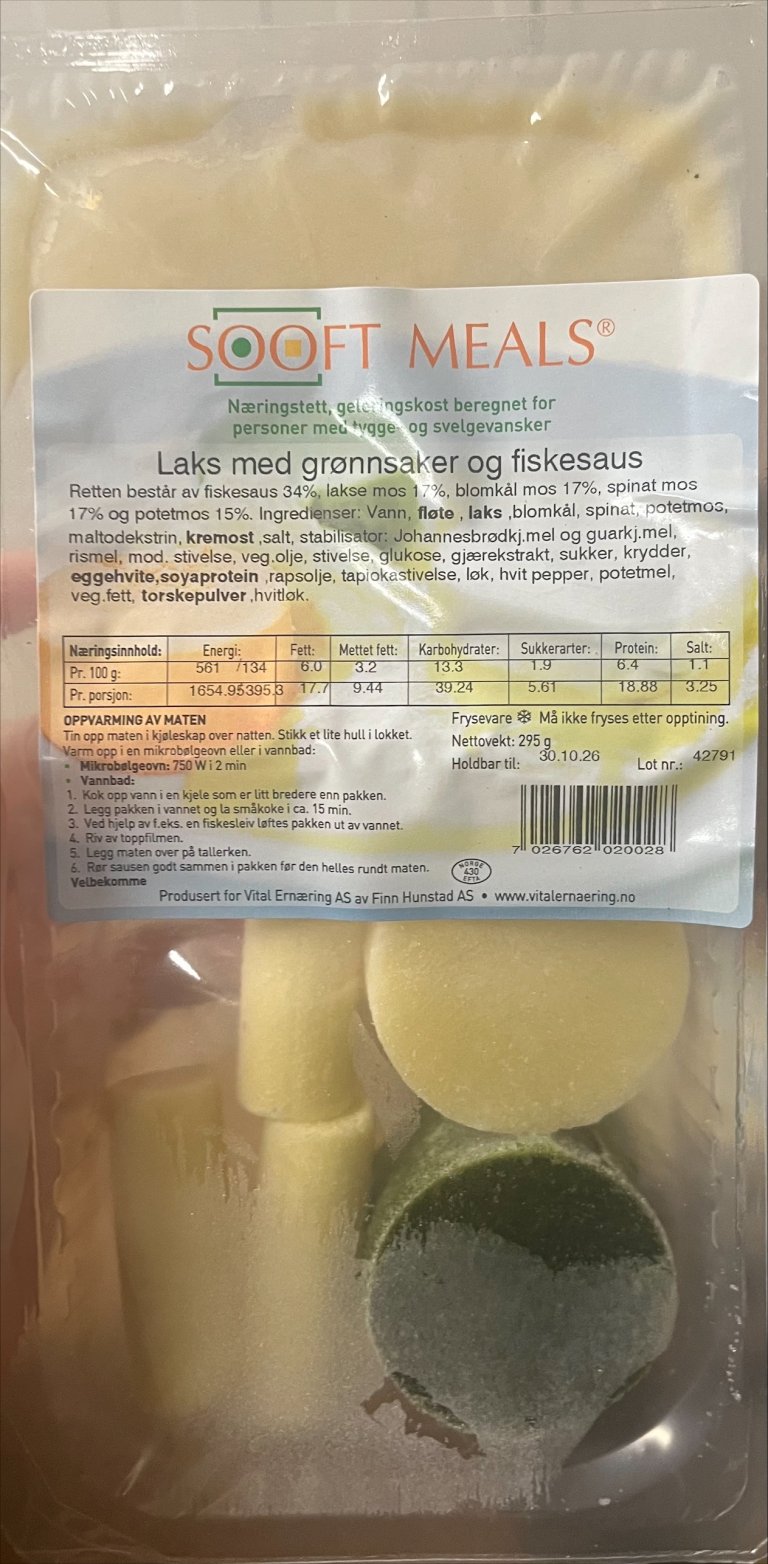 SOOFT MEALS®
Næringstett, geleringskost beregnet for
personer med tygge- og svelgevansker
Laks med grønnsaker og fiskesaus
Retten består av fiskesaus 34%, lakse mos 17%, blomkål mos 17%, spinat mos
17% og potetmos 15%. Ingredienser: Vann, fløte , laks ,blomkål, spinat, potetmos,
maltodekstrin, kremost ,salt, stabilisator: Johannesbrødkj.mel og guarkj.mel,
rismel, mod. stivelse, veg.olje, stivelse, glukose, gjærekstrakt, sukker, krydder,
eggehvite,soyaprotein ,rapsolje, tapiokastivelse, løk, hvit pepper, potetmel,
veg.fett, torskepulver ,hvitløk.
Næringsinnhold: Energi: Fett: Mettet fett: Karbohydrater: Sukkerarter: Protein: Salt:
Pr. 100 g: 561 /134 6.0 3.2 13.3 1.9 6.4 1.1
Pr. porsjon: 1654.95395.3 17.7 9.44 39.24 5.61 18.88 3.25
OPPVARMING AV MATEN
Tin opp maten i kjøleskap over natten. Stikk et lite hull i lokket.
Varm opp i en mikrobølgeovn eller i vannbad:
• Mikrobølgeovn: 750 W i 2 min
• Vannbad:
1. Kok opp vann i en kjele som er litt bredere enn pakken.
2. Legg pakken i vannet og la småkoke i ca. 15 min.
3. Ved hjelp av f.eks. en fiskesleiv løftes pakken ut av vannet.
4. Riv av toppfilmen.
5. Legg maten over på tallerken.
6. Rør sausen godt sammen i pakken før den helles rundt maten.
Velbekomme
Frysevare Må ikke fryses etter opptining.
Nettovekt: 295 g
Holdbar til: 30.10.26 Lot nr.: 42791
7 026762 020028
NORGE
430
EFTA
Produsert for Vital Ernæring AS av Finn Hunstad AS • www.vitalernaering.no